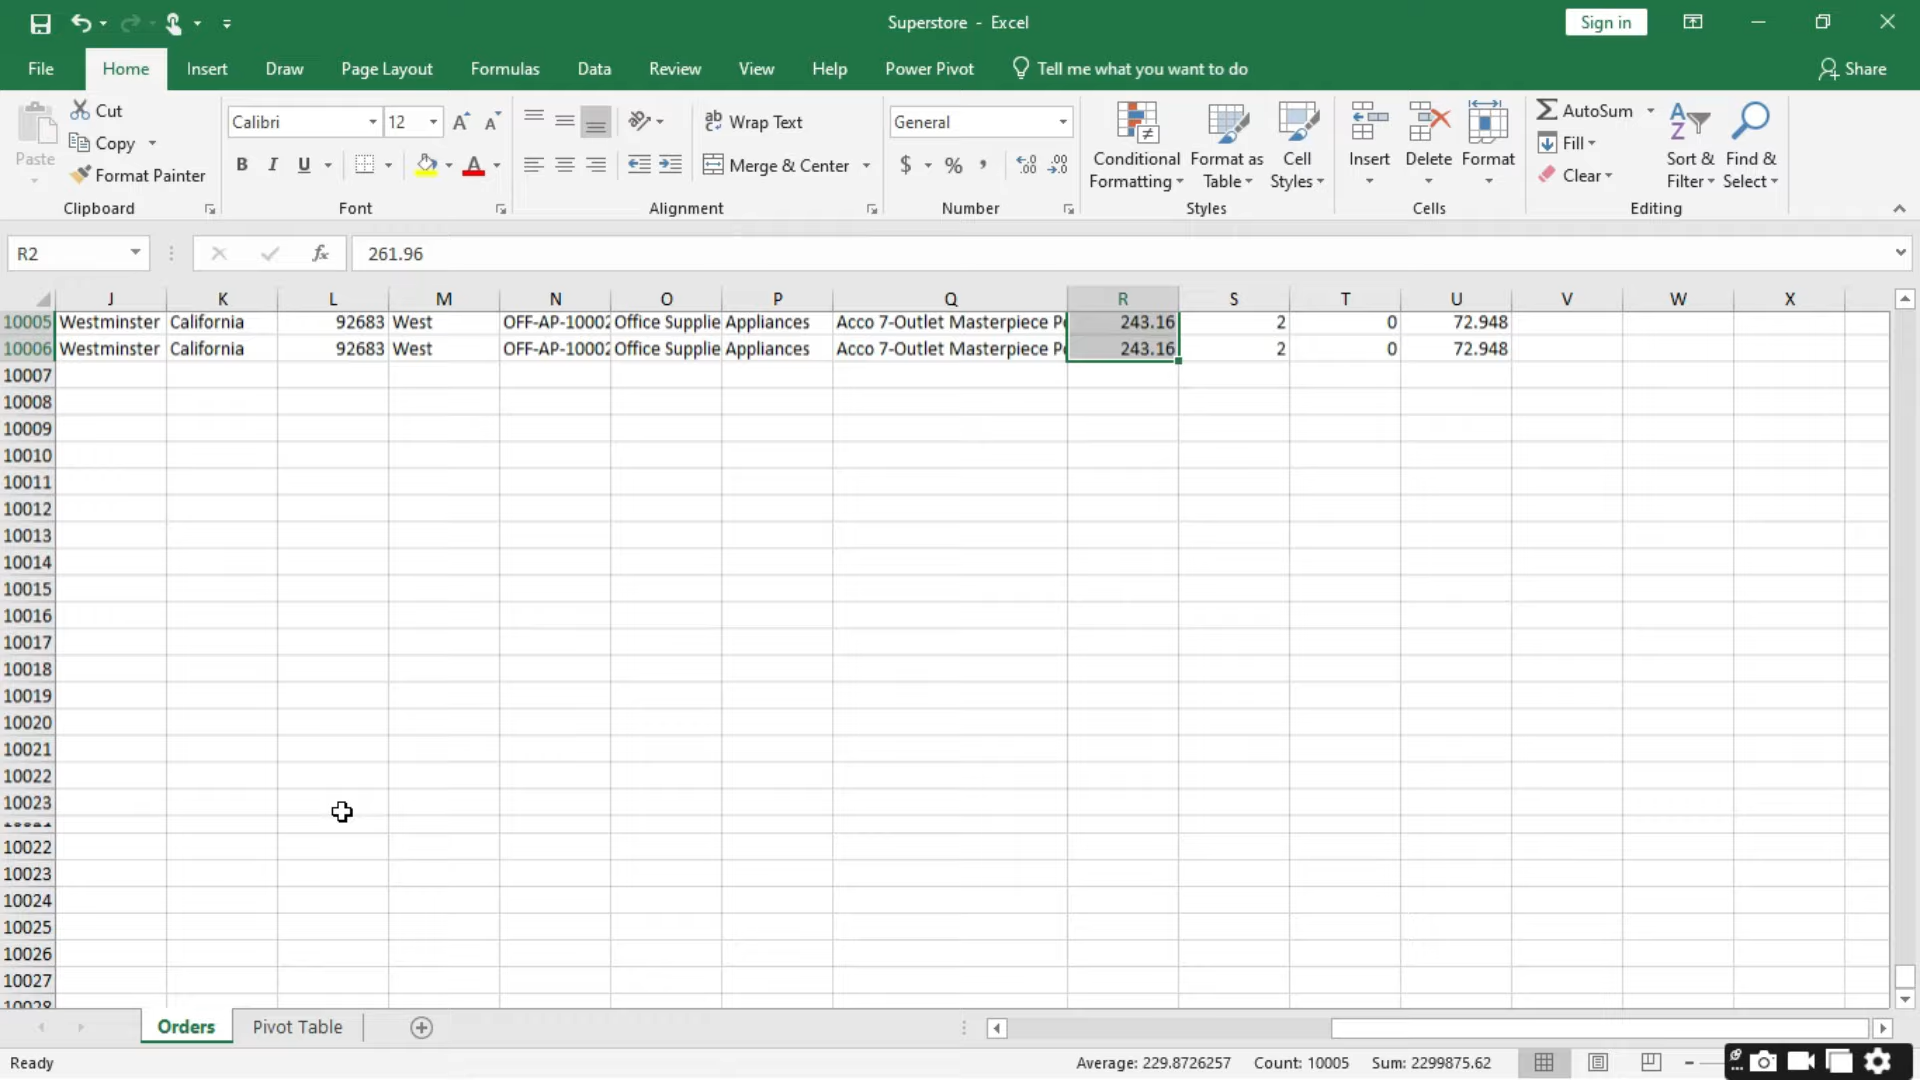 Superstore - Excel
Sign in
File Home Insert Draw Page Layout Formulas Data Review View Help Power Pivot Tell me what you want to do Share
Paste
Cut
Copy
Format Painter
Clipboard
Calibri 12
B I U
Font
Wrap Text
Merge & Center
Alignment
General
$ % ,
Number
Conditional Formatting
Format as Table
Cell Styles
Styles
Insert
Delete
Format
Cells
AutoSum
Fill
Clear
Sort & Filter
Find & Select
Editing
R2 fx 261.96
J K L M N O P Q R S T U V W X
10005 Westminster California 92683 West OFF-AP-10002 Office Supplie Appliances Acco 7-Outlet Masterpiece Po 243.16 2 0 72.948
10006 Westminster California 92683 West OFF-AP-10002 Office Supplie Appliances Acco 7-Outlet Masterpiece Po 243.16 2 0 72.948
10007
10008
10009
10010
10011
10012
10013
10014
10015
10016
10017
10018
10019
10020
10021
10022
10023
10022
10023
10024
10025
10026
10027
10028
Orders Pivot Table
Ready Average: 229.8726257 Count: 10005 Sum: 2299875.62